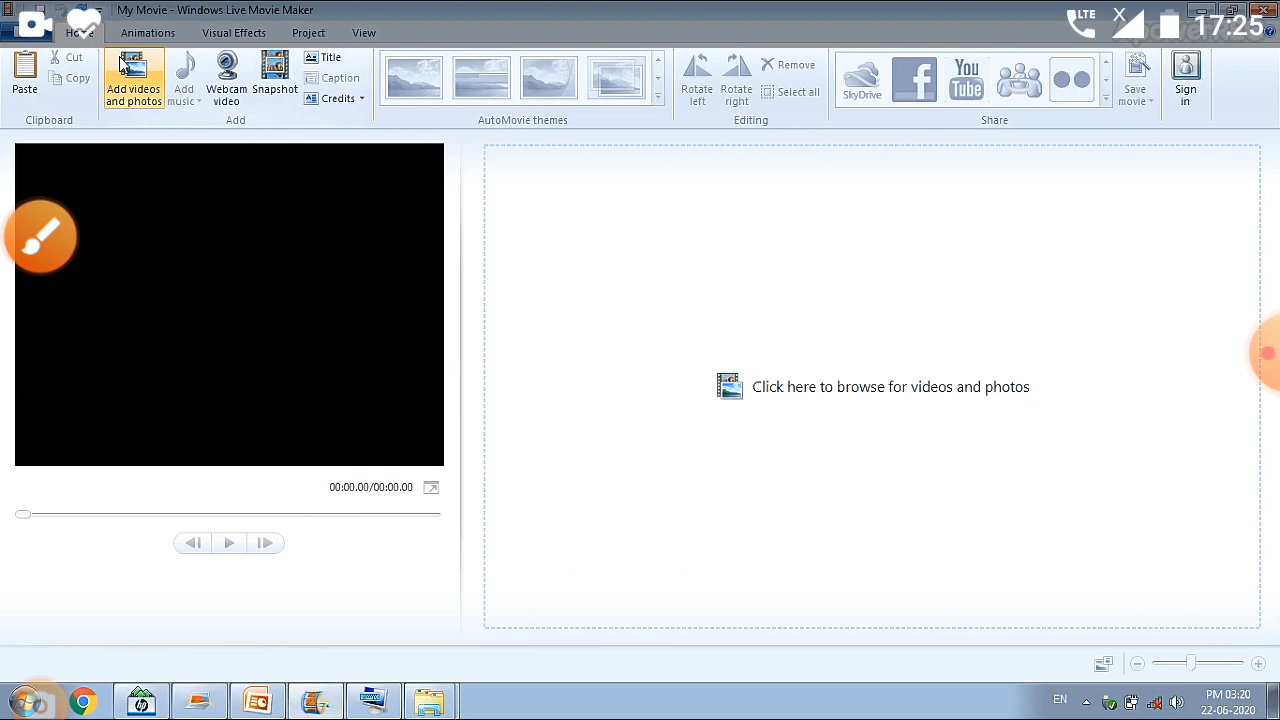 My Movie - Windows Live Movie Maker
LTE
X
17:25
Animations
Effects
Project
View
Paste
Cut
Copy
Add videos and photos
Add music
Webcam video
Snapshot
Title
Caption
Credits
Rotate left
Rotate right
Remove
Select all
SkyDrive
You Tube
Save movie
Sign in
Clipboard
Add
AutoMovie themes
Editing
Share
Click here to browse for videos and photos
00:00.00/00:00.00
EN
PM 03:20
22-06-2020